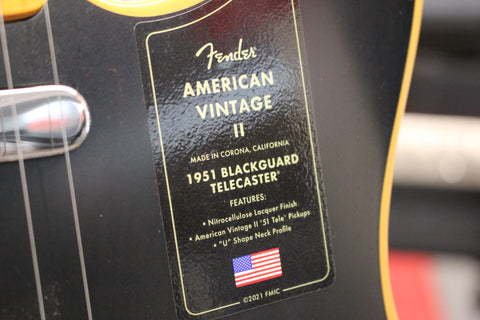 Fender
AMERICAN
VINTAGE
II
MADE IN CORONA, CALIFORNIA
1951 BLACKGUARD
TELECASTER®
FEATURES:
• Nitrocellulose Lacquer Finish
• American Vintage II '51 Tele® Pickups
• "U" Shape Neck Profile
©2021 FMIC